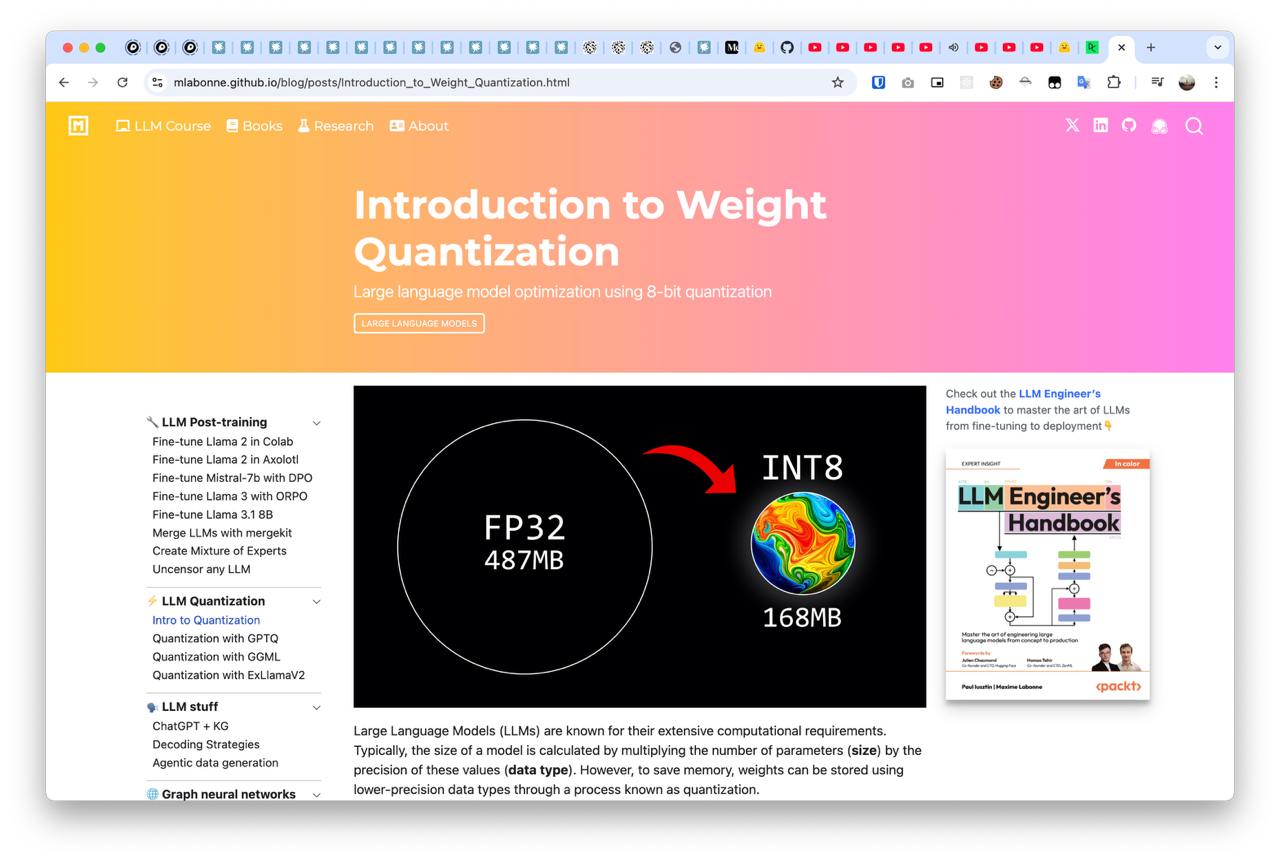 mlabonne.github.io/blog/posts/Introduction_to_Weight_Quantization.html
LLM Course
Books
Research
About
Introduction to Weight
Quantization
Large language model optimization using 8-bit quantization
LARGE LANGUAGE MODELS
LLM Post-training
Fine-tune Llama 2 in Colab
Fine-tune Llama 2 in Axolotl
Fine-tune Mistral-7b with DPO
Fine-tune Llama 3 with ORPO
Fine-tune Llama 3.1 8B
Merge LLMs with mergekit
Create Mixture of Experts
Uncensor any LLM
LLM Quantization
Intro to Quantization
Quantization with GPTQ
Quantization with GGML
Quantization with ExLlamaV2
LLM stuff
ChatGPT + KG
Decoding Strategies
Agentic data generation
Graph neural networks
FP32
487MB
INT8
168MB
Large Language Models (LLMs) are known for their extensive computational requirements.
Typically, the size of a model is calculated by multiplying the number of parameters (size) by the
precision of these values (data type). However, to save memory, weights can be stored using
lower-precision data types through a process known as quantization.
Check out the LLM Engineer's
Handbook to master the art of LLMs
from fine-tuning to deployment
EXPERT INSIGHT
In color
LLM Engineer's
Handbook
Master the art of engineering large
language models from concept to production
Forewords by
Julien Chaumond
Hamza Tahir
Paul Iusztin | Maxime Labonne
<packt>